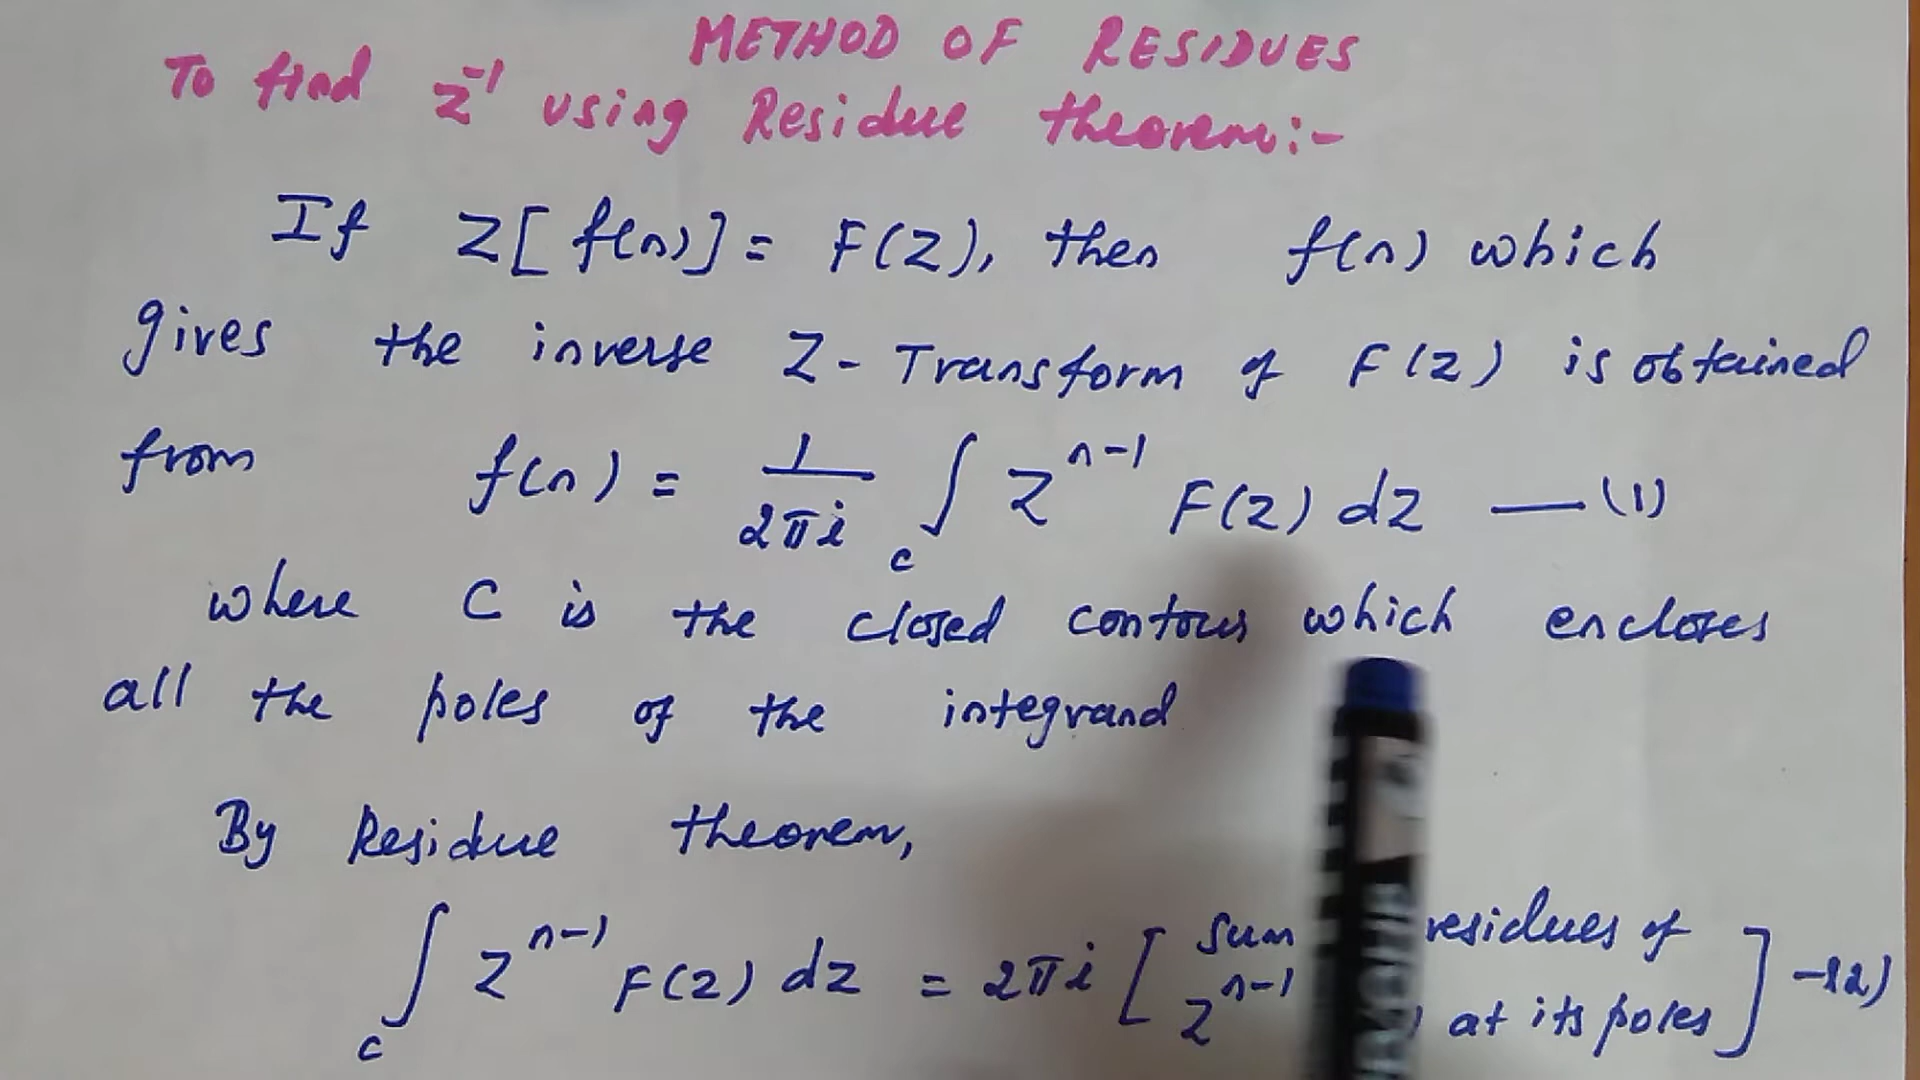 METHOD OF RESIDUES
To find z⁻¹ using Residue theorem:-
If Z[f(n)] = F(Z), then f(n) which
gives the inverse Z-Transform of F(Z) is obtained
from f(n) = 1/2πi ∫c Z^(n-1) F(Z) dz —(1)
where C is the closed contour which encloses
all the poles of the integrand
By Residue theorem,
∫c Z^(n-1) F(Z) dz = 2πi [sum residues of
Z^(n-1) ) at its poles] -(2)